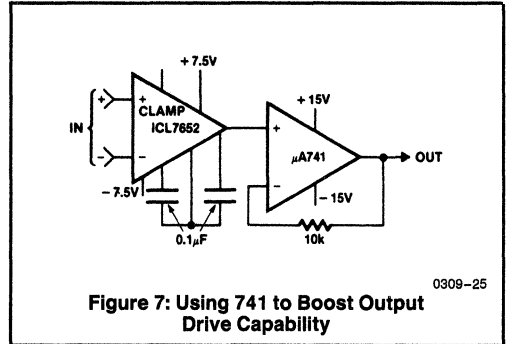 + 7.5V
+
CLAMP
ICL7652
IN
-
+
-
- 7.5V
0.1μF
+ 15V
+
μA741
-
- 15V
OUT
10k
0309-25
Figure 7: Using 741 to Boost Output
Drive Capability